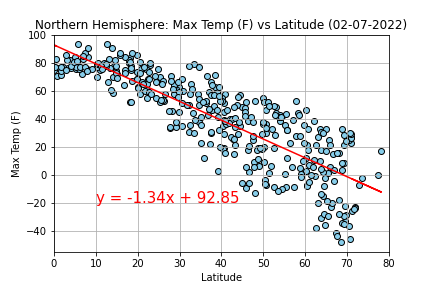 Northern Hemisphere: Max Temp (F) vs Latitude (02-07-2022)
100
80
60
40
20
0
−20
−40
Max Temp (F)
y = -1.34x + 92.85
0 10 20 30 40 50 60 70 80
Latitude